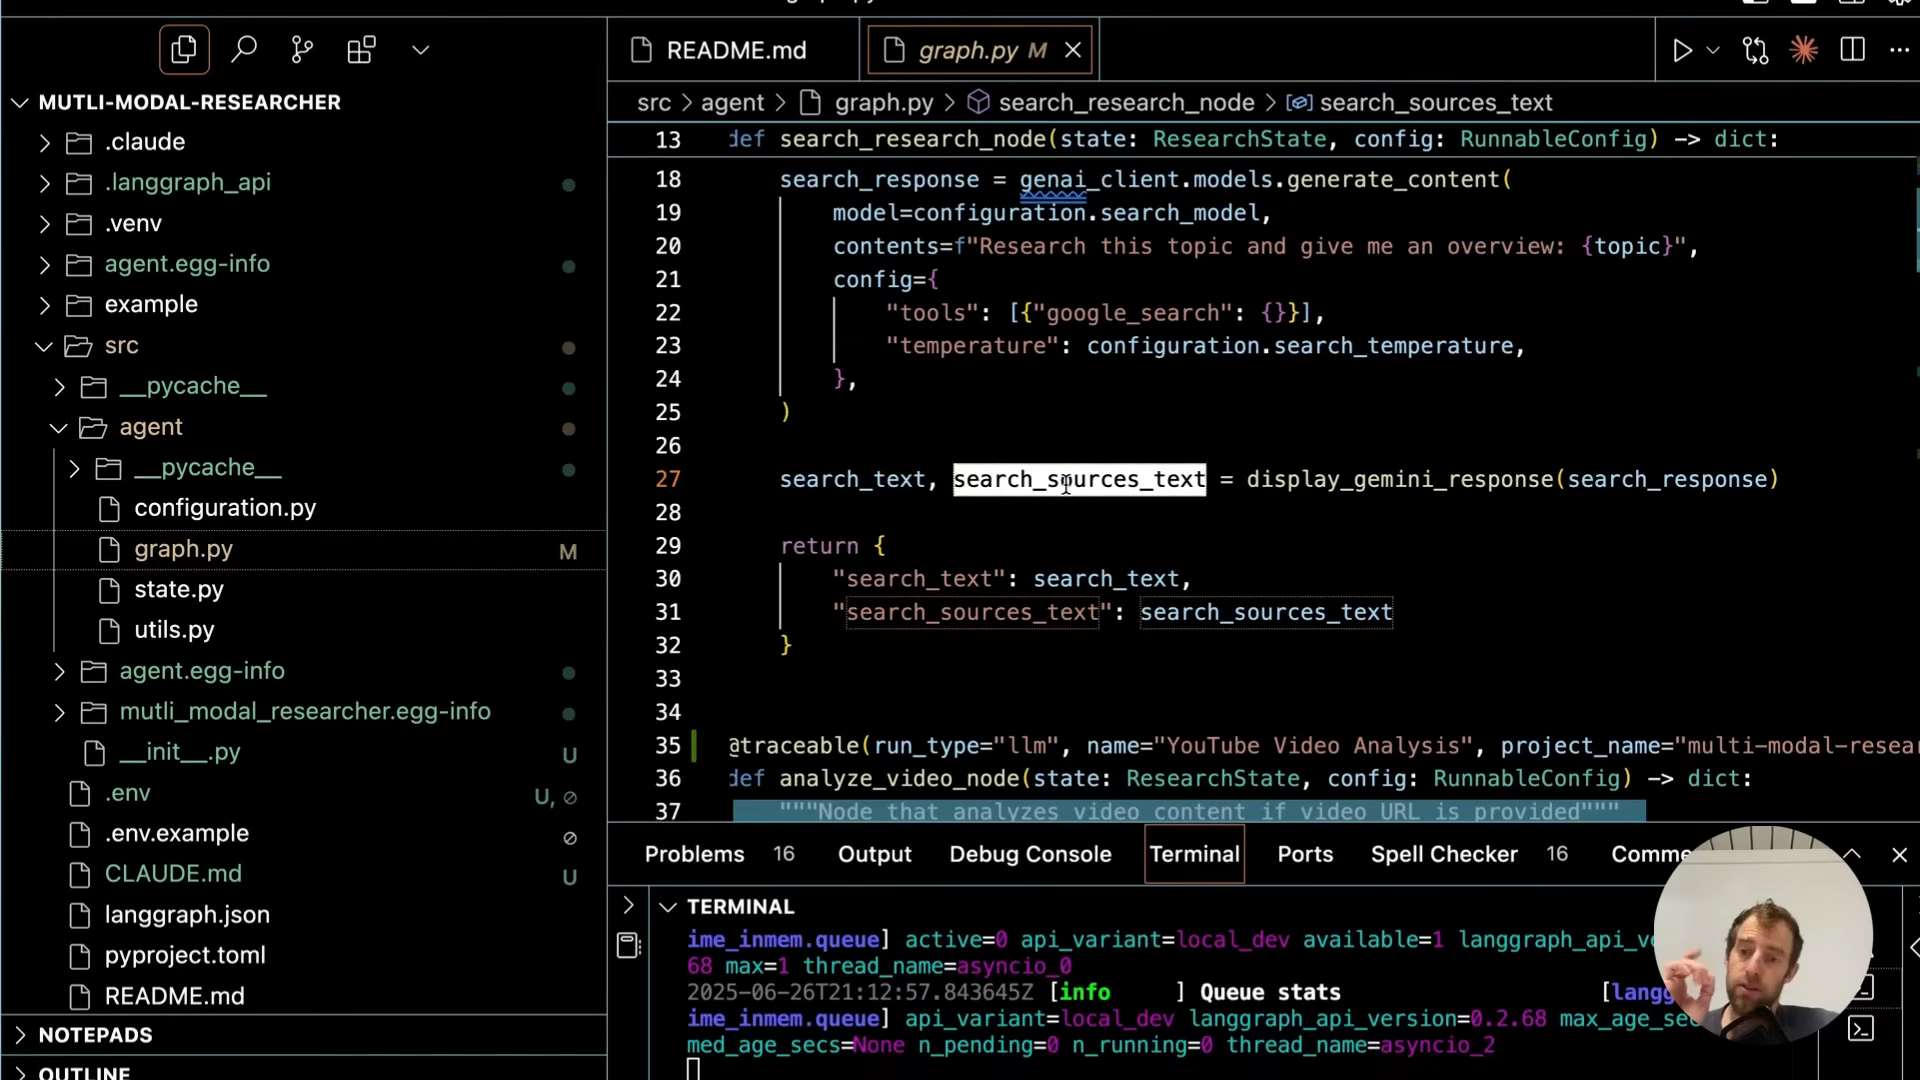 README.md
graph.py M
MUTLI-MODAL-RESEARCHER
src > agent > graph.py > search_research_node > search_sources_text
.claude
.langgraph_api
.venv
agent.egg-info
example
src
__pycache__
agent
__pycache__
configuration.py
graph.py M
state.py
utils.py
agent.egg-info
mutli_modal_researcher.egg-info
__init__.py U
.env U,
.env.example
CLAUDE.md U
langgraph.json
pyproject.toml
README.md
NOTEPADS
OUTLINE
13 def search_research_node(state: ResearchState, config: RunnableConfig) -> dict:
18 search_response = genai_client.models.generate_content(
19 model=configuration.search_model,
20 contents=f"Research this topic and give me an overview: {topic}",
21 config={
22 "tools": [{"google_search": {}}],
23 "temperature": configuration.search_temperature,
24 },
25 )
26
27 search_text, search_sources_text = display_gemini_response(search_response)
28
29 return {
30 "search_text": search_text,
31 "search_sources_text": search_sources_text
32 }
33
34
35 @traceable(run_type="llm", name="YouTube Video Analysis", project_name="multi-modal-resear
36 def analyze_video_node(state: ResearchState, config: RunnableConfig) -> dict:
37 """Node that analyzes video content if video URL is provided"""
Problems 16 Output Debug Console Terminal Ports Spell Checker 16 Comme
TERMINAL
ime_inmem.queue] active=0 api_variant=local_dev available=1 langgraph_api_ve
68 max=1 thread_name=asyncio_0
2025-06-26T21:12:57.843645Z [info ] Queue stats [langg
ime_inmem.queue] api_variant=local_dev langgraph_api_version=0.2.68 max_age_sec
med_age_secs=None n_pending=0 n_running=0 thread_name=asyncio_2